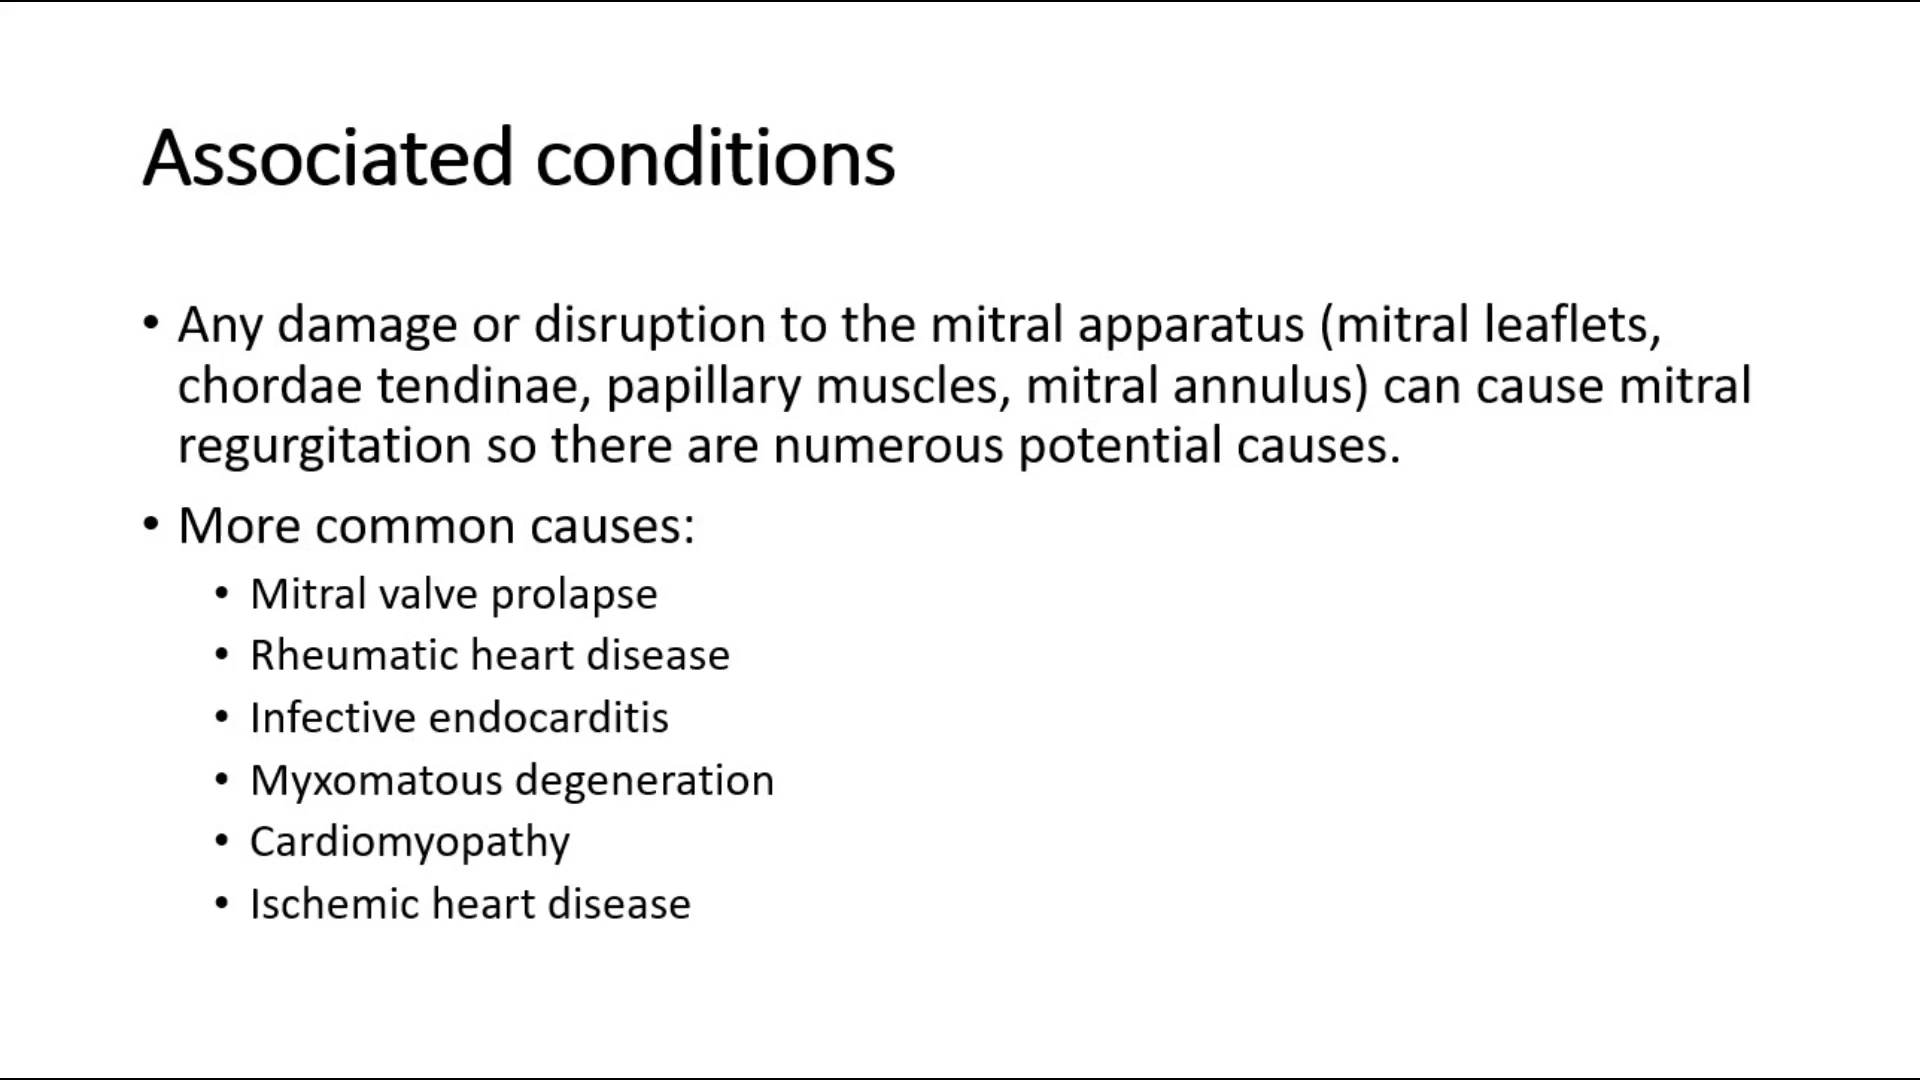 Associated conditions
• Any damage or disruption to the mitral apparatus (mitral leaflets,
chordae tendinae, papillary muscles, mitral annulus) can cause mitral
regurgitation so there are numerous potential causes.
• More common causes:
• Mitral valve prolapse
• Rheumatic heart disease
• Infective endocarditis
• Myxomatous degeneration
• Cardiomyopathy
• Ischemic heart disease